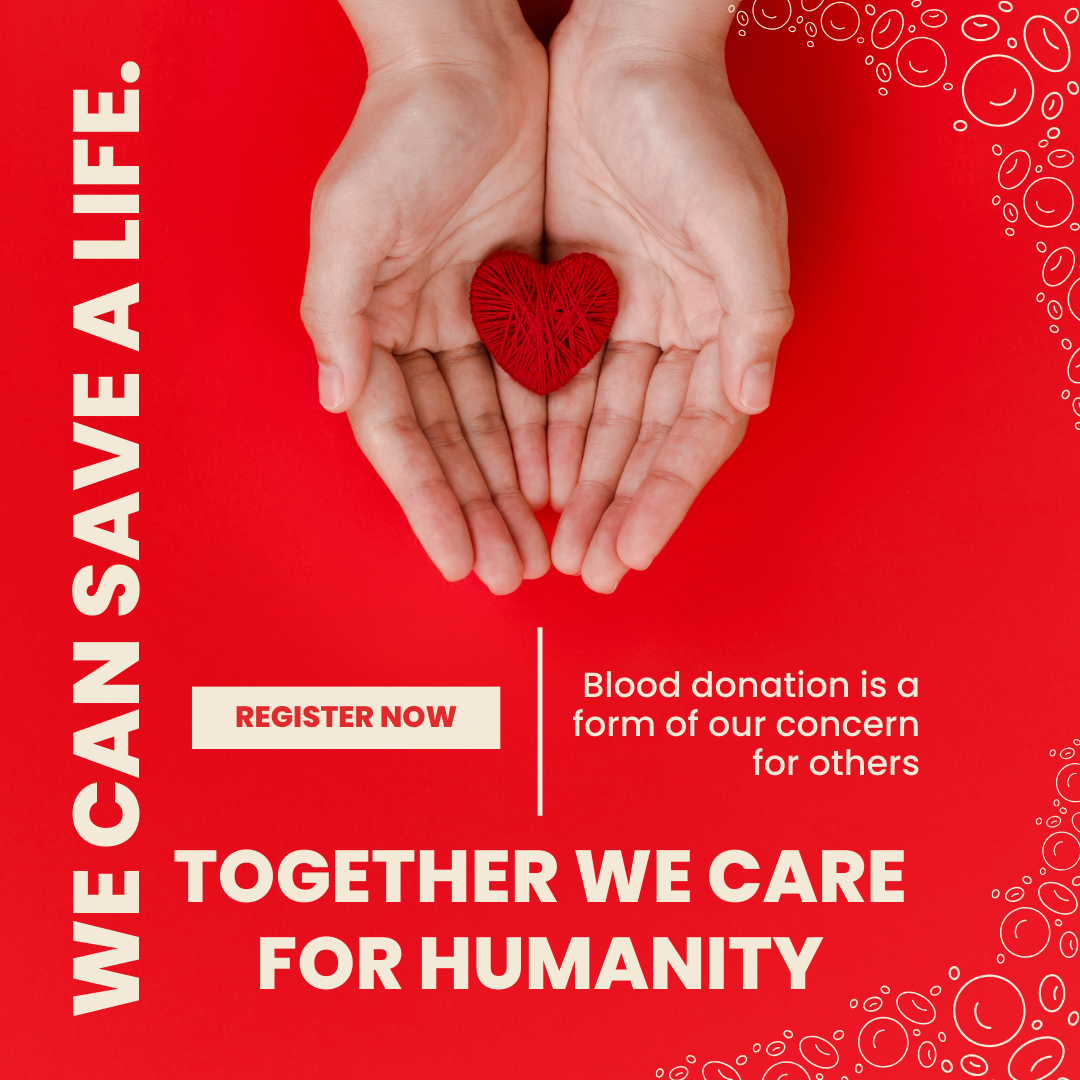 WE CAN SAVE A LIFE.
REGISTER NOW
Blood donation is a
form of our concern
for others
TOGETHER WE CARE
FOR HUMANITY